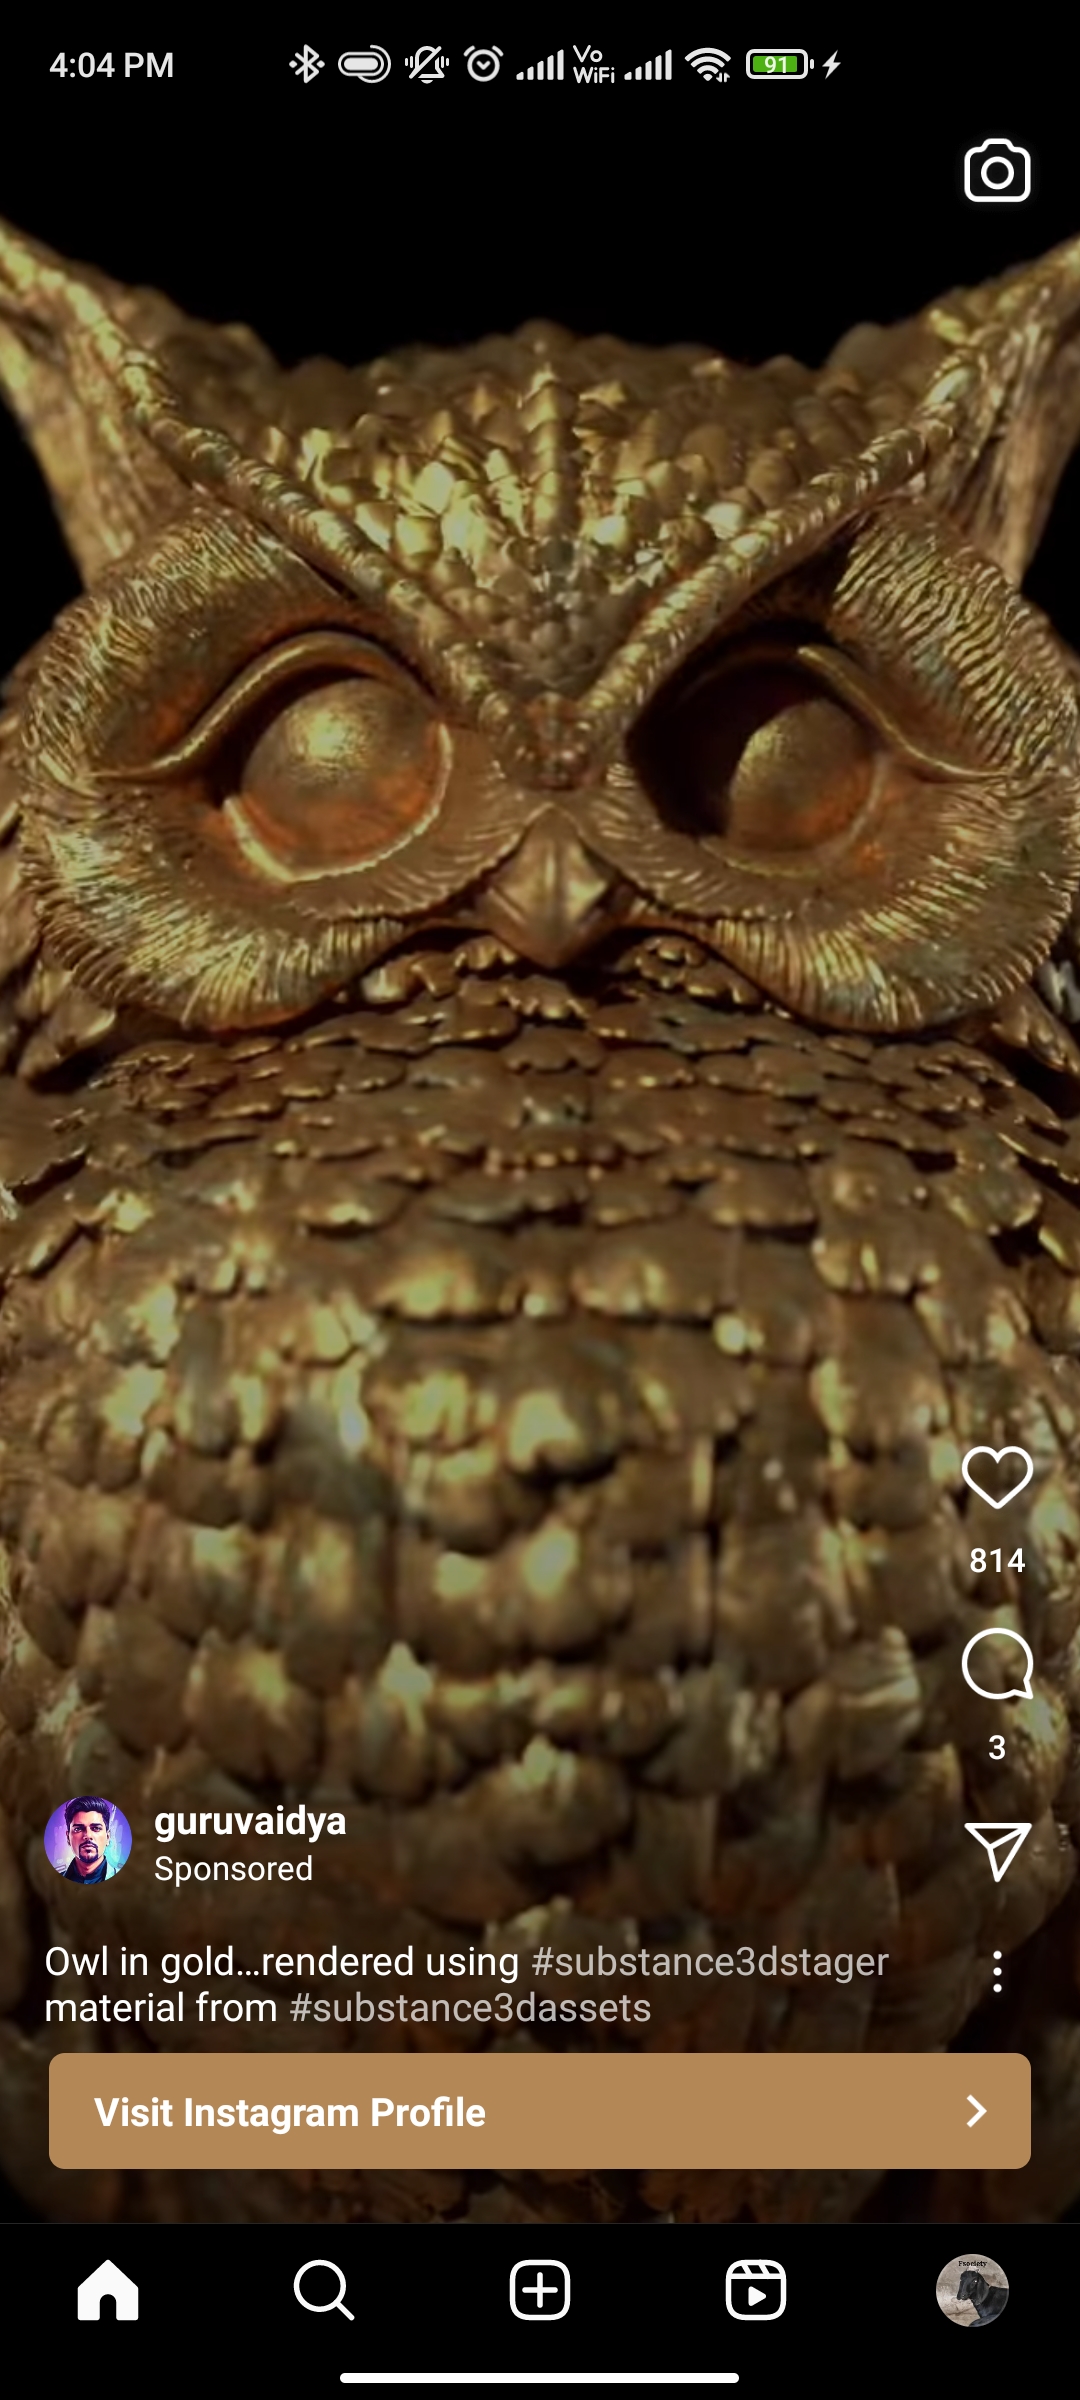 4:04 PM
Vo
WiFi
91
814
3
guruvaidya
Sponsored
Owl in gold...rendered using #substance3dstager
material from #substance3dassets
Visit Instagram Profile
Fsociety